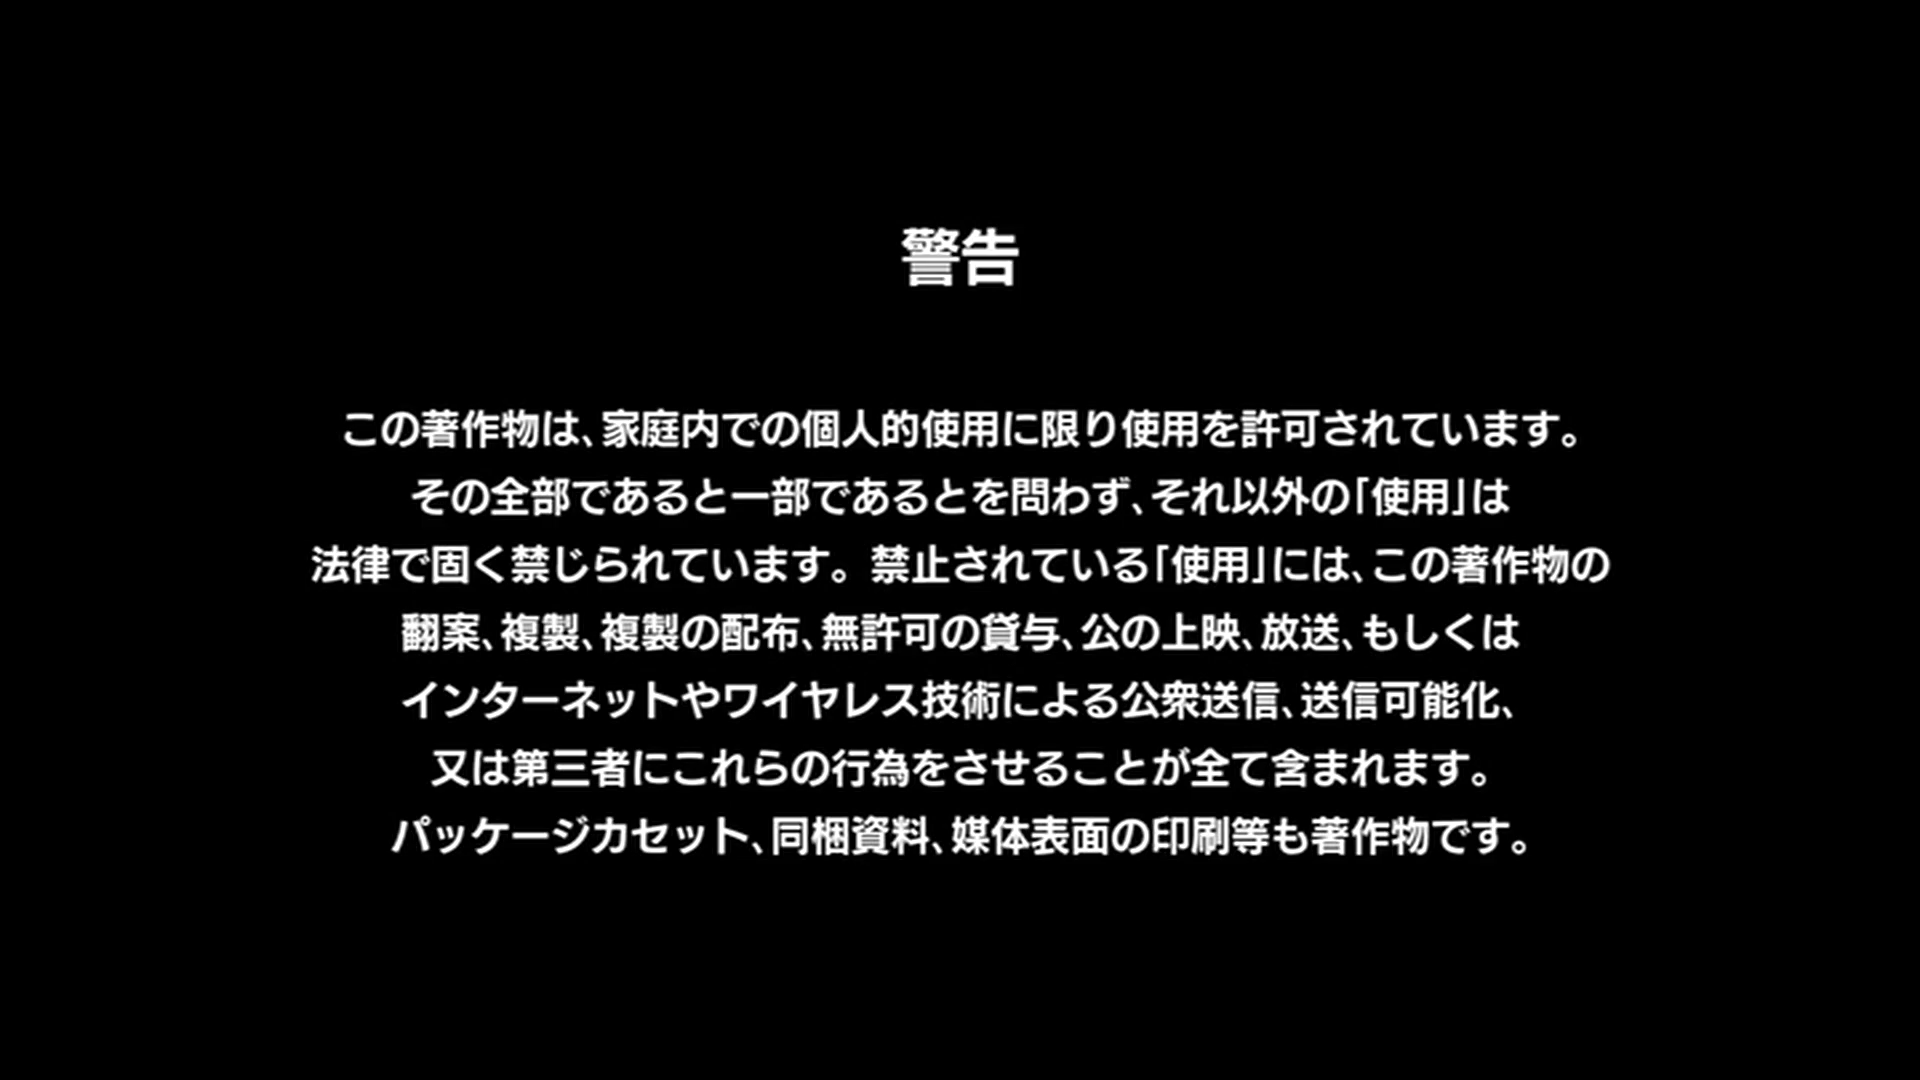 警告
この著作物は、家庭内での個人的使用に限り使用を許可されています。
その全部であると一部であるとを問わず、それ以外の｢使用｣は
法律で固く禁じられています。禁止されている｢使用｣には、この著作物の
翻案、複製、複製の配布、無許可の貸与、公の上映、放送、もしくは
インターネットやワイヤレス技術による公衆送信、送信可能化、
又は第三者にこれらの行為をさせることが全て含まれます。
パッケージカセット、同梱資料、媒体表面の印刷等も著作物です。